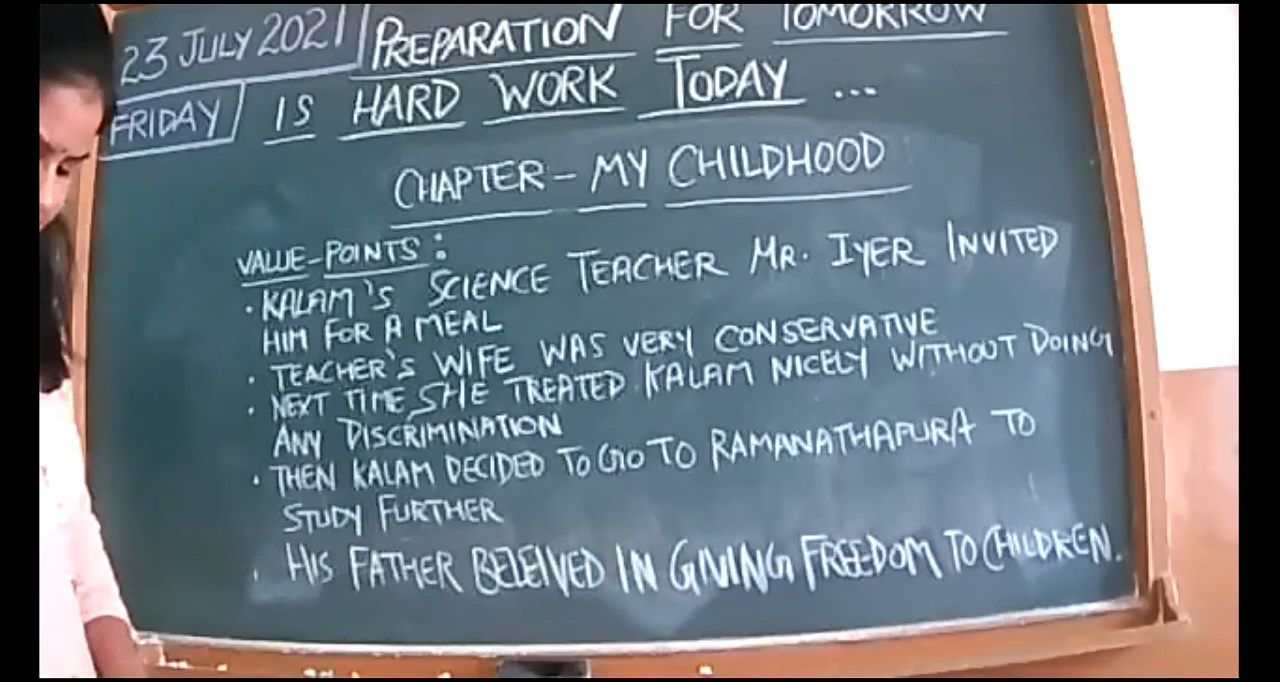 23 JULY 2021
FRIDAY
PREPARATION FOR TOMORROW
IS HARD WORK TODAY ...
CHAPTER - MY CHILDHOOD
VALUE-POINTS :
• KALAM'S SCIENCE TEACHER MR. IYER INVITED
HIM FOR A MEAL
• TEACHER'S WIFE WAS VERY CONSERVATIVE
• NEXT TIME SHE TREATED KALAM NICELY WITHOUT DOING
ANY DISCRIMINATION
• THEN KALAM DECIDED TO GO TO RAMANATHAPURA TO
STUDY FURTHER
• HIS FATHER BELEIVED IN GIVING FREEDOM TO CHILDREN.